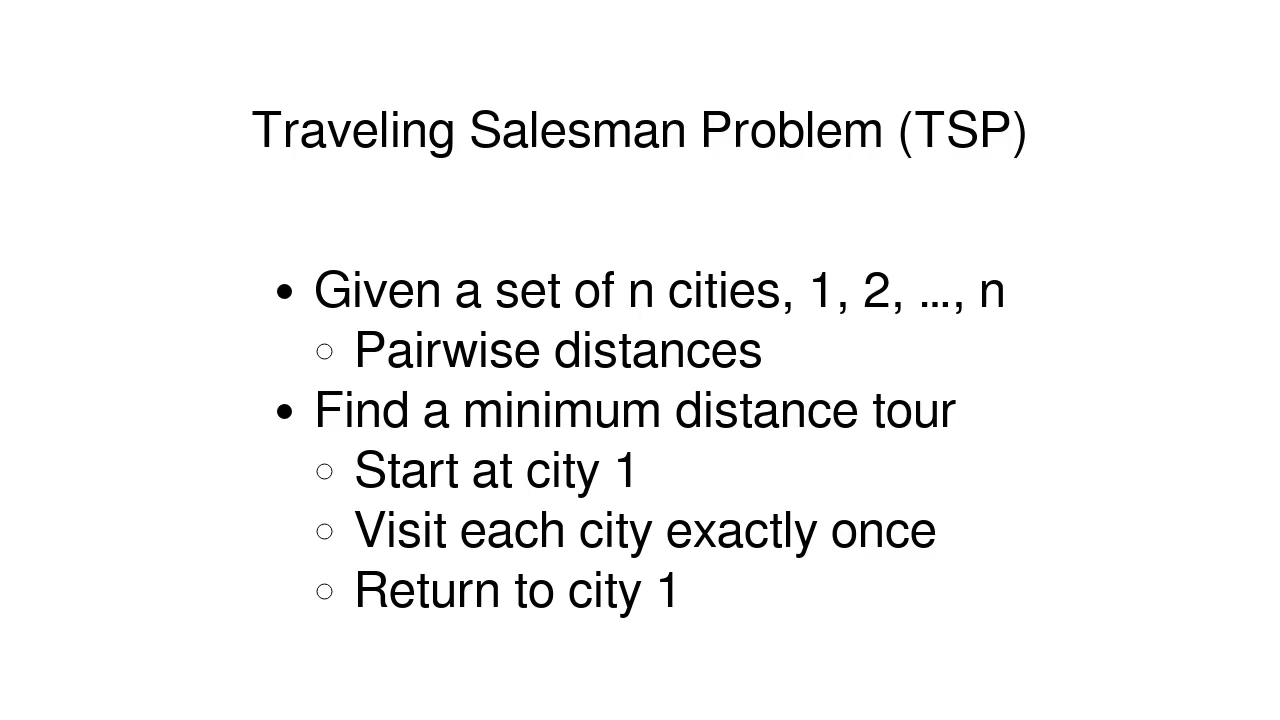 Traveling Salesman Problem (TSP)
• Given a set of n cities, 1, 2, ..., n
○ Pairwise distances
• Find a minimum distance tour
○ Start at city 1
○ Visit each city exactly once
○ Return to city 1